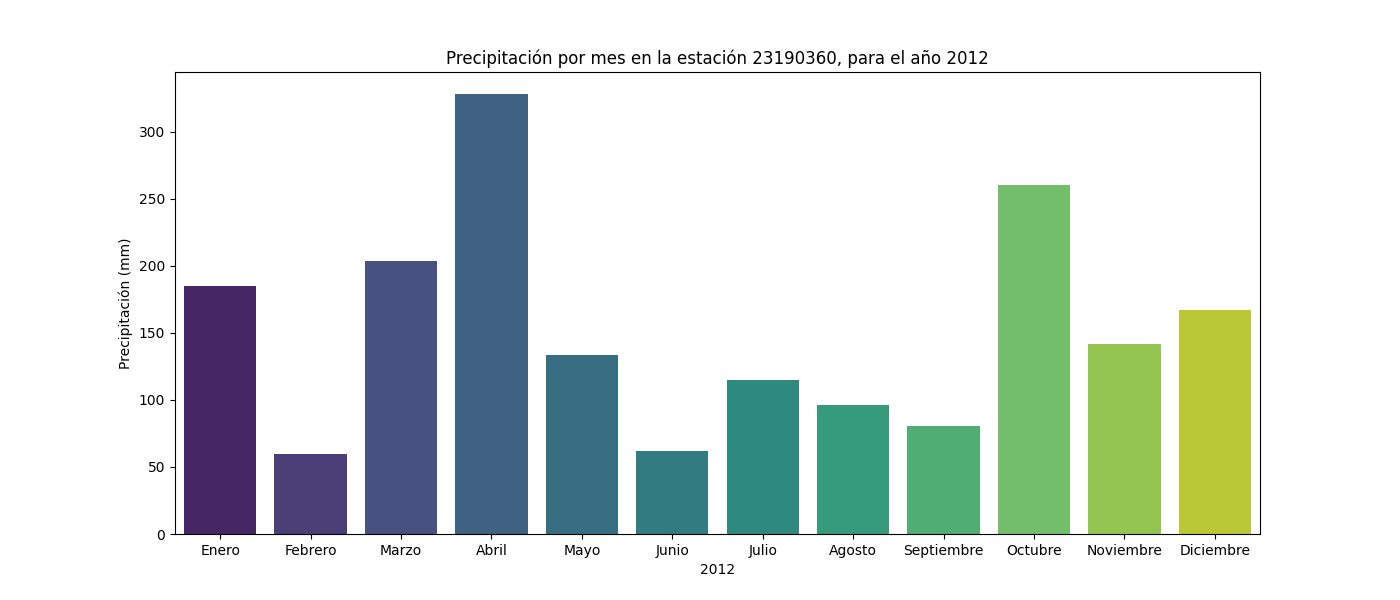 Precipitación por mes en la estación 23190360, para el año 2012
Precipitación (mm)
300
250
200
150
100
50
0
Enero Febrero Marzo Abril Mayo Junio Julio Agosto Septiembre Octubre Noviembre Diciembre
2012